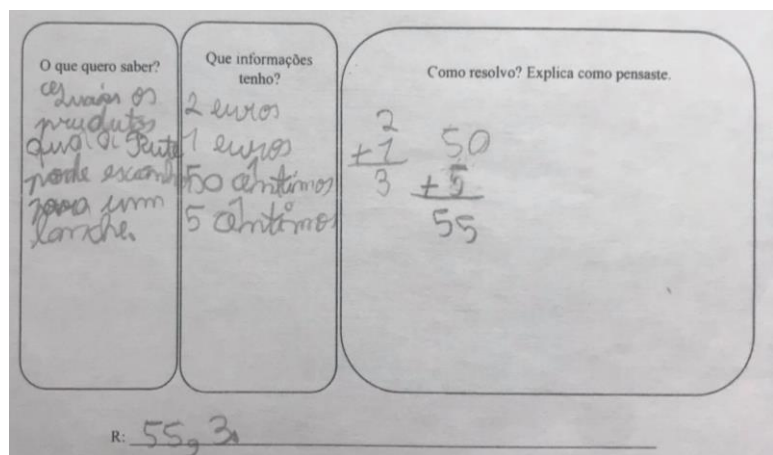 O que quero saber?
Quais os
produtos
que a Rute
pode escolher
para um
lanche.
Que informações
tenho?
2 euros
1 euros
50 cêntimos
5 cêntimos
Como resolvo? Explica como pensaste.
2
+ 1
3
50
+ 5
55
R: 55, 3